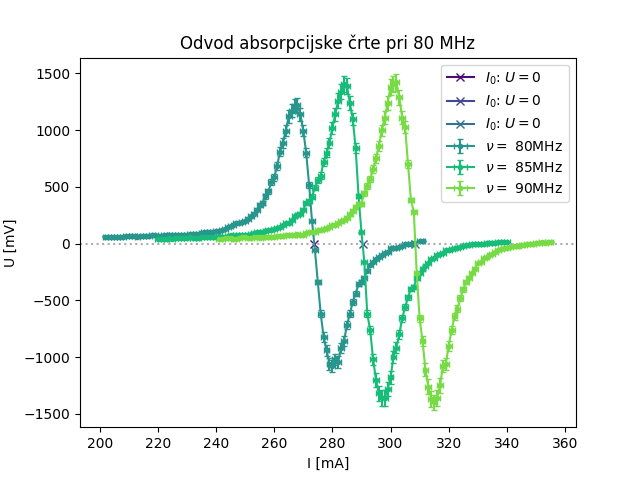 Odvod absorpcijske črte pri 80 MHz
I₀: U = 0
I₀: U = 0
I₀: U = 0
ν = 80MHz
ν = 85MHz
ν = 90MHz
1500
1000
500
0
−500
−1000
−1500
U [mV]
200 220 240 260 280 300 320 340 360
I [mA]